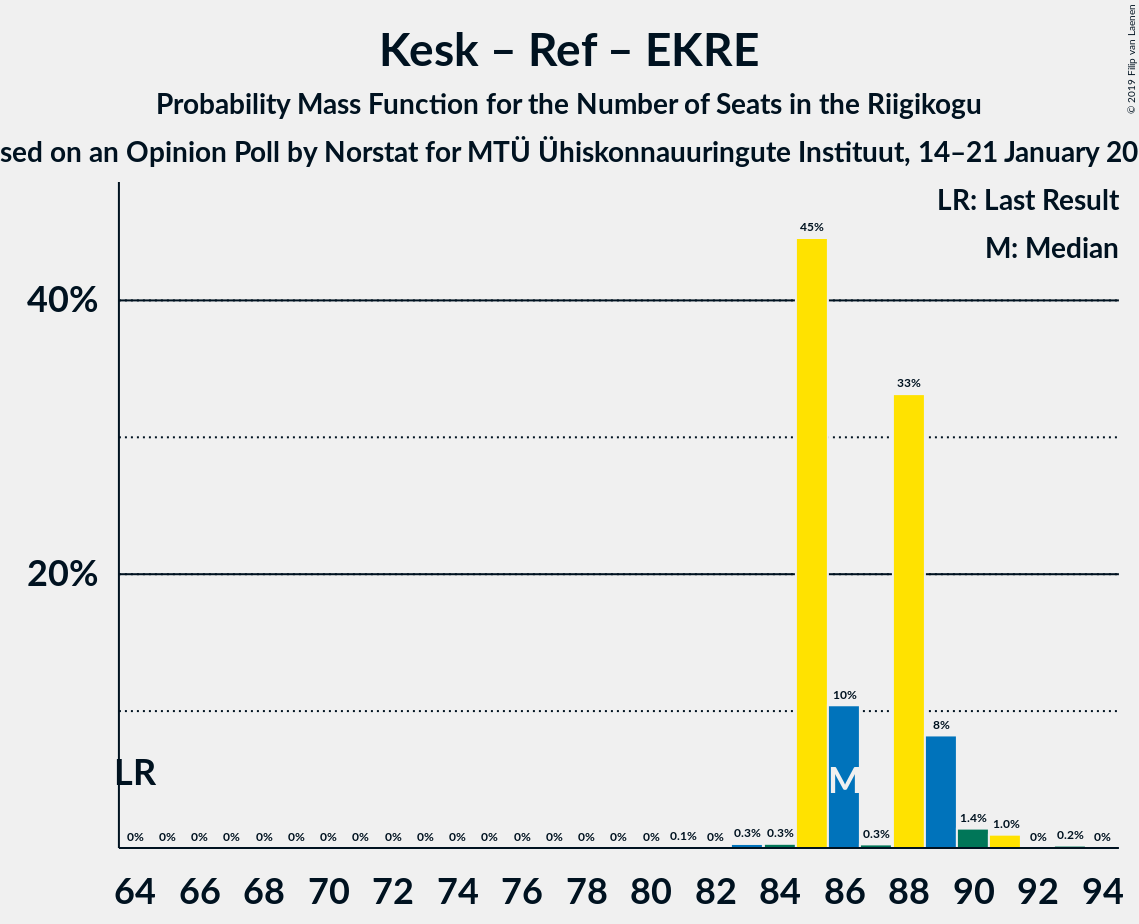 Kesk – Ref – EKRE
Probability Mass Function for the Number of Seats in the Riigikogu
sed on an Opinion Poll by Norstat for MTÜ Ühiskonnauuringute Instituut, 14–21 January 20
© 2019 Filip van Laenen
LR: Last Result
M: Median
45%
40%
33%
20%
10%
8%
LR
M
0% 0% 0% 0% 0% 0% 0% 0% 0% 0% 0% 0% 0% 0% 0% 0% 0% 0.1% 0% 0.3% 0.3% 0.3% 1.4% 1.0% 0% 0.2% 0%
64 66 68 70 72 74 76 78 80 82 84 86 88 90 92 94